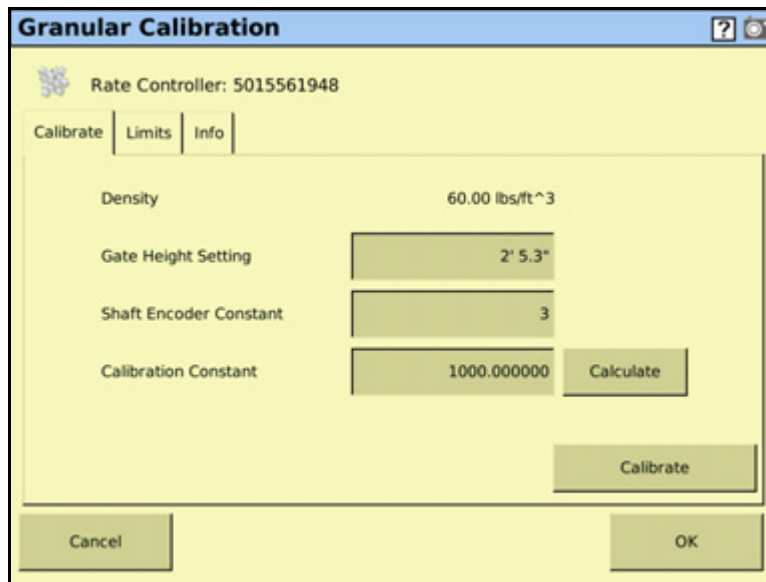 Granular Calibration
?
Rate Controller: 5015561948
Calibrate Limits Info
Density 60.00 lbs/ft^3
Gate Height Setting 2' 5.3"
Shaft Encoder Constant 3
Calibration Constant 1000.000000 Calculate
Calibrate
Cancel OK